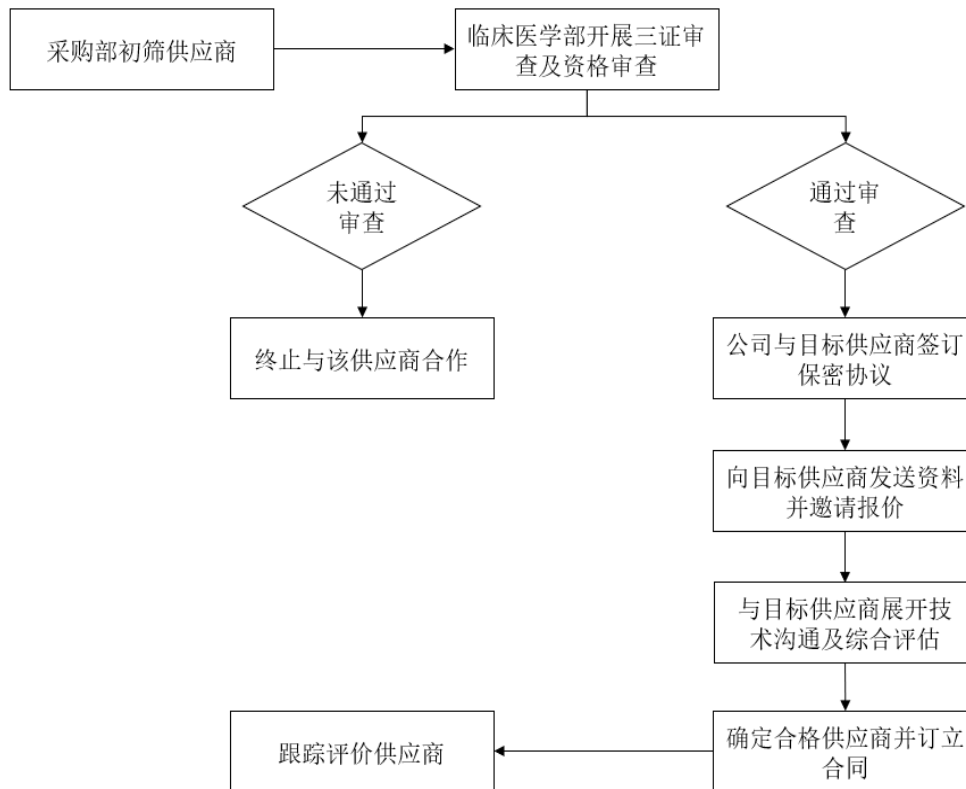 采购部初筛供应商
临床医学部开展三证审
查及资格审查
未通过
审查
通过审
查
终止与该供应商合作
公司与目标供应商签订
保密协议
向目标供应商发送资料
并邀请报价
与目标供应商展开技
术沟通及综合评估
跟踪评价供应商
确定合格供应商并订立
合同